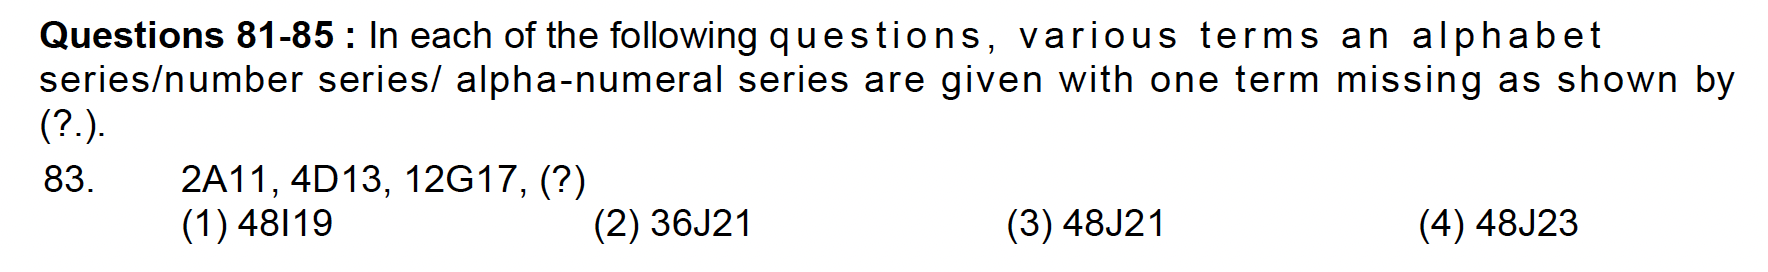 Questions 81-85 : In each of the following questions, various terms an alphabet
series/number series/ alpha-numeral series are given with one term missing as shown by
(?.).
83. 2A11, 4D13, 12G17, (?)
(1) 48I19 (2) 36J21 (3) 48J21 (4) 48J23